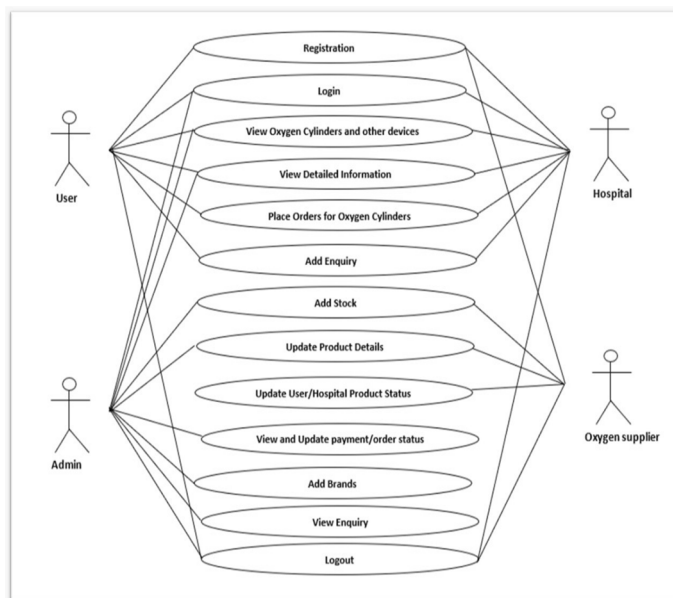 Registration
Login
View Oxygen Cylinders and other devices
View Detailed Information
User
Hospital
Place Orders for Oxygen Cylinders
Add Enquiry
Add Stock
Update Product Details
Update User/Hospital Product Status
View and Update payment/order status
Oxygen supplier
Admin
Add Brands
View Enquiry
Logout